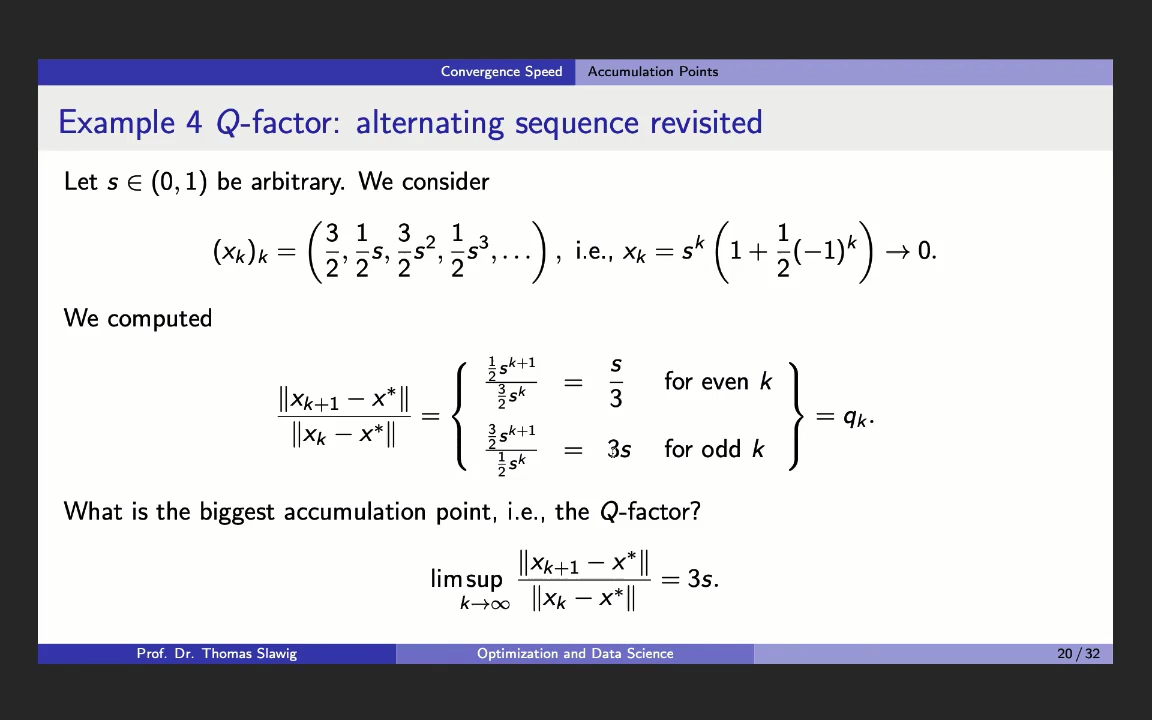 Convergence Speed Accumulation Points
Example 4 Q-factor: alternating sequence revisited
Let s ∈ (0, 1) be arbitrary. We consider
(x_k)_k = (3/2, 1/2 s, 3/2 s^2, 1/2 s^3, ...), i.e., x_k = s^k (1 + 1/2 (−1)^k) → 0.
We computed
‖x_{k+1} − x*‖ / ‖x_k − x*‖ = { (1/2 s^{k+1}) / (3/2 s^k) = s/3 for even k
(3/2 s^{k+1}) / (1/2 s^k) = 3s for odd k } = q_k.
What is the biggest accumulation point, i.e., the Q-factor?
lim sup_{k→∞} ‖x_{k+1} − x*‖ / ‖x_k − x*‖ = 3s.
Prof. Dr. Thomas Slawig Optimization and Data Science 20 / 32